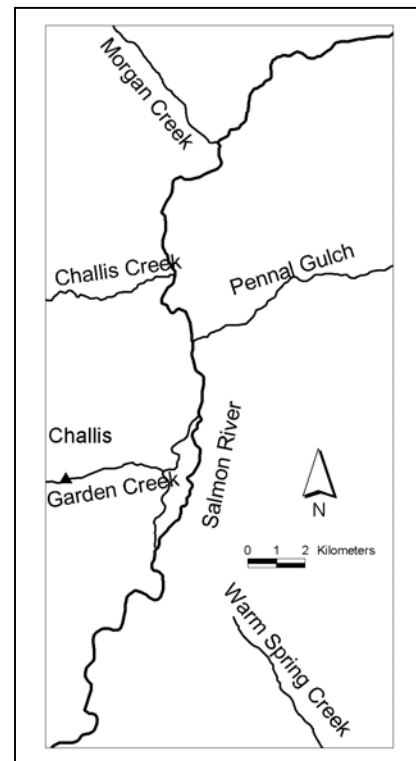 Morgan Creek
Challis Creek
Pennal Gulch
Challis
Garden Creek
Salmon River
N
0 1 2 Kilometers
Warm Spring Creek